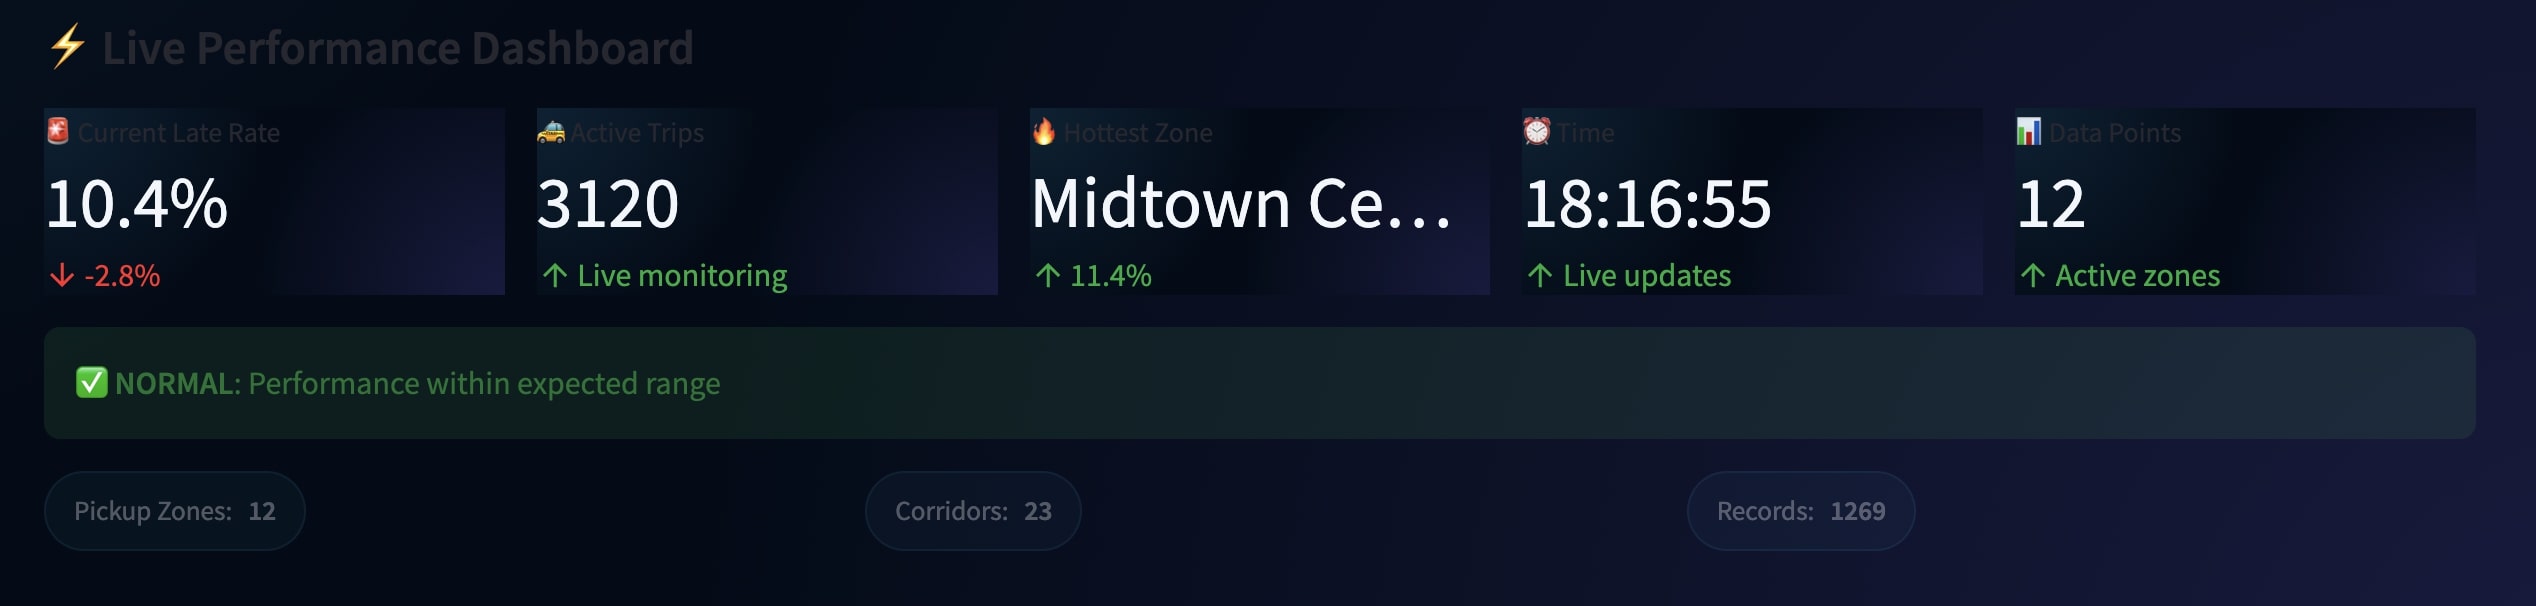 ⚡ Live Performance Dashboard
🚨 Current Late Rate
10.4%
↓ -2.8%
🚕 Active Trips
3120
↑ Live monitoring
🔥 Hottest Zone
Midtown Ce…
↑ 11.4%
⏰ Time
18:16:55
↑ Live updates
📊 Data Points
12
↑ Active zones
✅ NORMAL: Performance within expected range
Pickup Zones: 12
Corridors: 23
Records: 1269